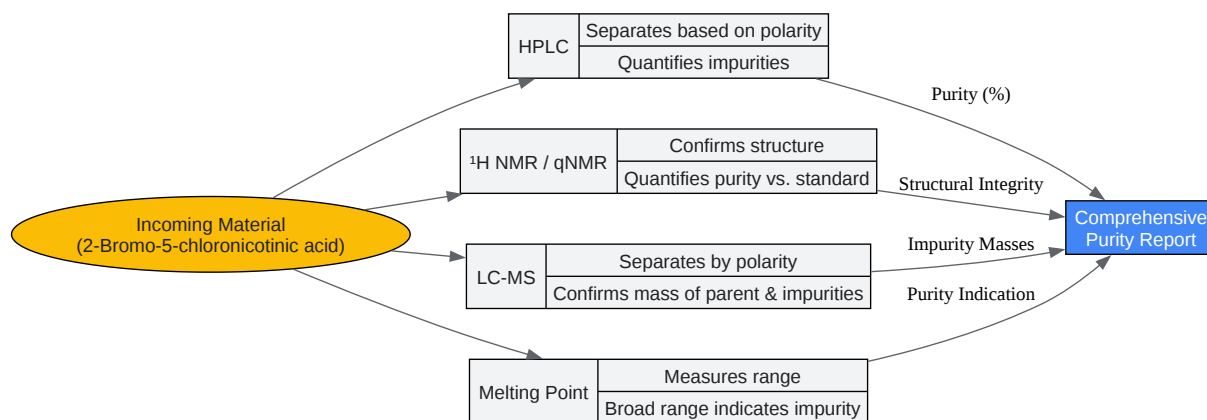 Incoming Material
(2-Bromo-5-chloronicotinic acid)
HPLC
Separates based on polarity
Quantifies impurities
¹H NMR / qNMR
Confirms structure
Quantifies purity vs. standard
LC-MS
Separates by polarity
Confirms mass of parent & impurities
Melting Point
Measures range
Broad range indicates impurity
Purity (%)
Structural Integrity
Impurity Masses
Purity Indication
Comprehensive
Purity Report